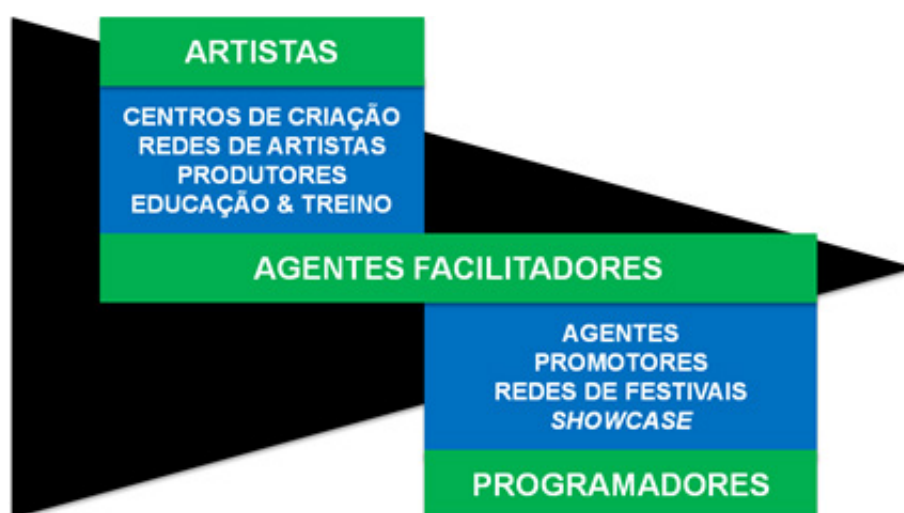 ARTISTAS
CENTROS DE CRIAÇÃO
REDES DE ARTISTAS
PRODUTORES
EDUCAÇÃO & TREINO
AGENTES FACILITADORES
AGENTES
PROMOTORES
REDES DE FESTIVAIS
SHOWCASE
PROGRAMADORES